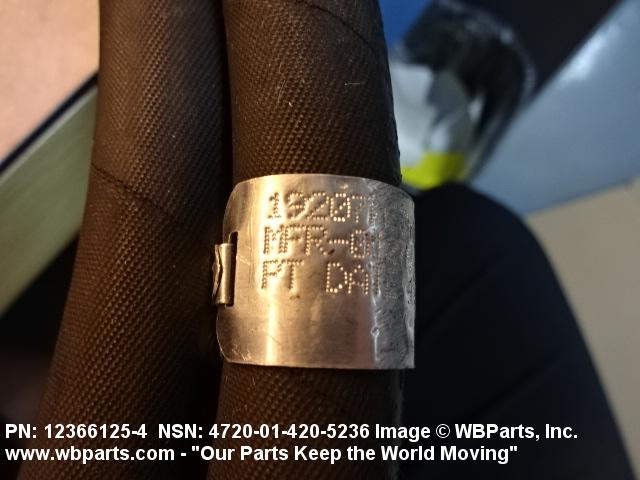 19207
MFR-
PT DA
PN: 12366125-4 NSN: 4720-01-420-5236 Image © WBParts, Inc.
www.wbparts.com - "Our Parts Keep the World Moving"